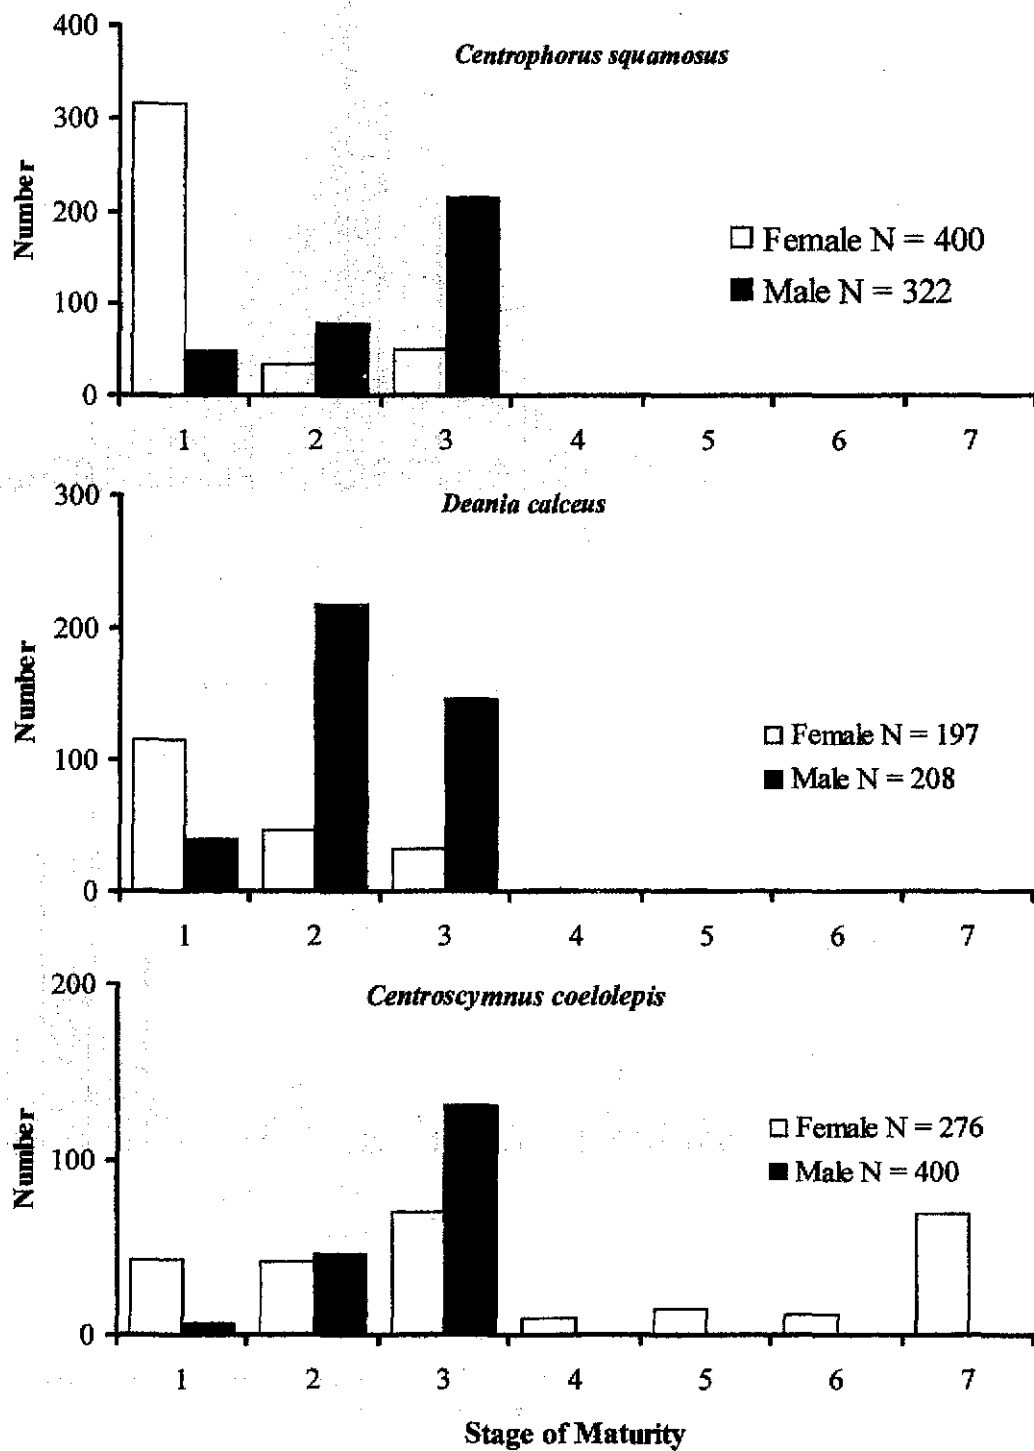 Centrophorus squamosus
Number
400
300
200
100
0
Female N = 400
Male N = 322
1 2 3 4 5 6 7
Deania calceus
Number
300
200
100
0
Female N = 197
Male N = 208
1 2 3 4 5 6 7
Centroscymnus coelolepis
Number
200
100
0
Female N = 276
Male N = 400
1 2 3 4 5 6 7
Stage of Maturity